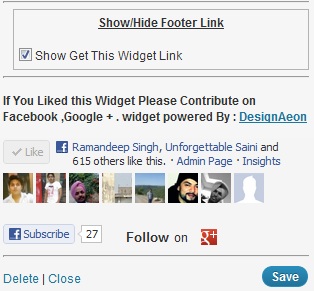 Show/Hide Footer Link
Show Get This Widget Link
If You Liked this Widget Please Contribute on
Facebook ,Google + . widget powered By : DesignAeon
Like
Ramandeep Singh, Unforgettable Saini and
615 others like this. · Admin Page · Insights
Subscribe 27 Follow on g+
Delete | Close Save